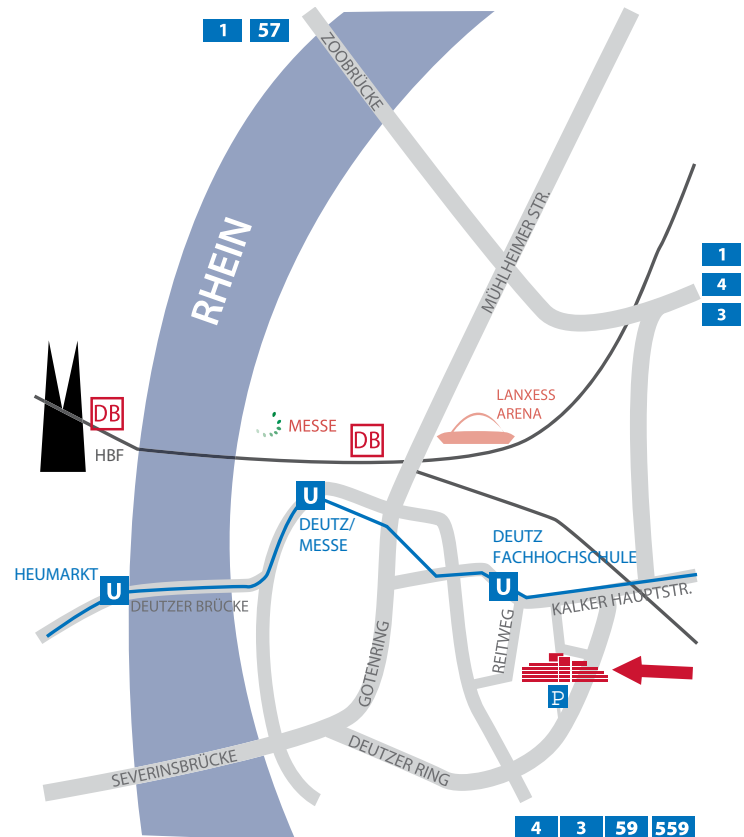 1 57
ZOOBRÜCKE
MÜHLHEIMER STR.
RHEIN
1
4
3
LANXESS
ARENA
DB
MESSE
DB
HBF
U
DEUTZ/
MESSE
DEUTZ
FACHHOCHSCHULE
HEUMARKT
U
U
DEUTZER BRÜCKE
KALKER HAUPTSTR.
REITWEG
GOTENRING
P
SEVERINSBRÜCKE
DEUTZER RING
4 3 59 559